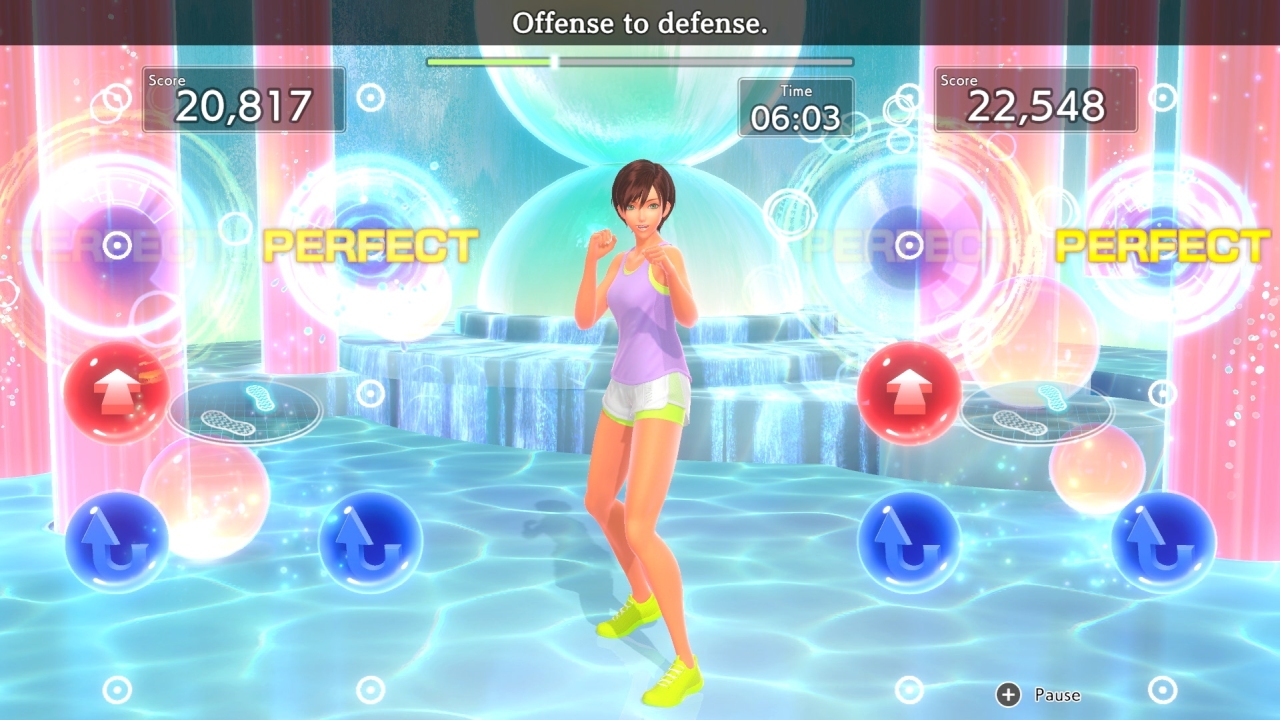 Offense to defense.
Score
20,817
Time
06:03
Score
22,548
PERFECT
PERFECT
PERFECT
PERFECT
Pause